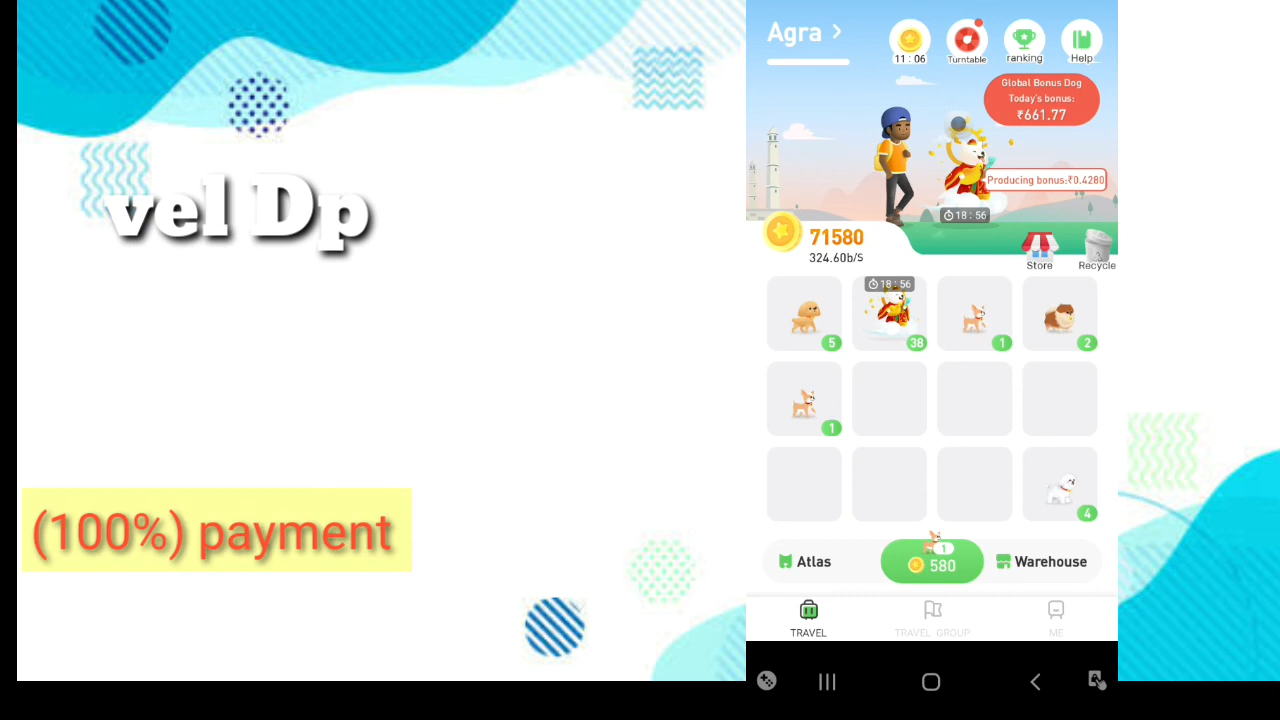 vel Dp
(100%) payment
Agra >
11 : 06
Turntable
ranking
Help
Global Bonus Dog
Today's bonus:
₹661.77
Producing bonus:₹0.4280
18 : 56
71580
324.60b/s
Store
Recycle
18 : 56
5
38
1
2
1
4
Atlas
1
580
Warehouse
TRAVEL
TRAVEL GROUP
ME